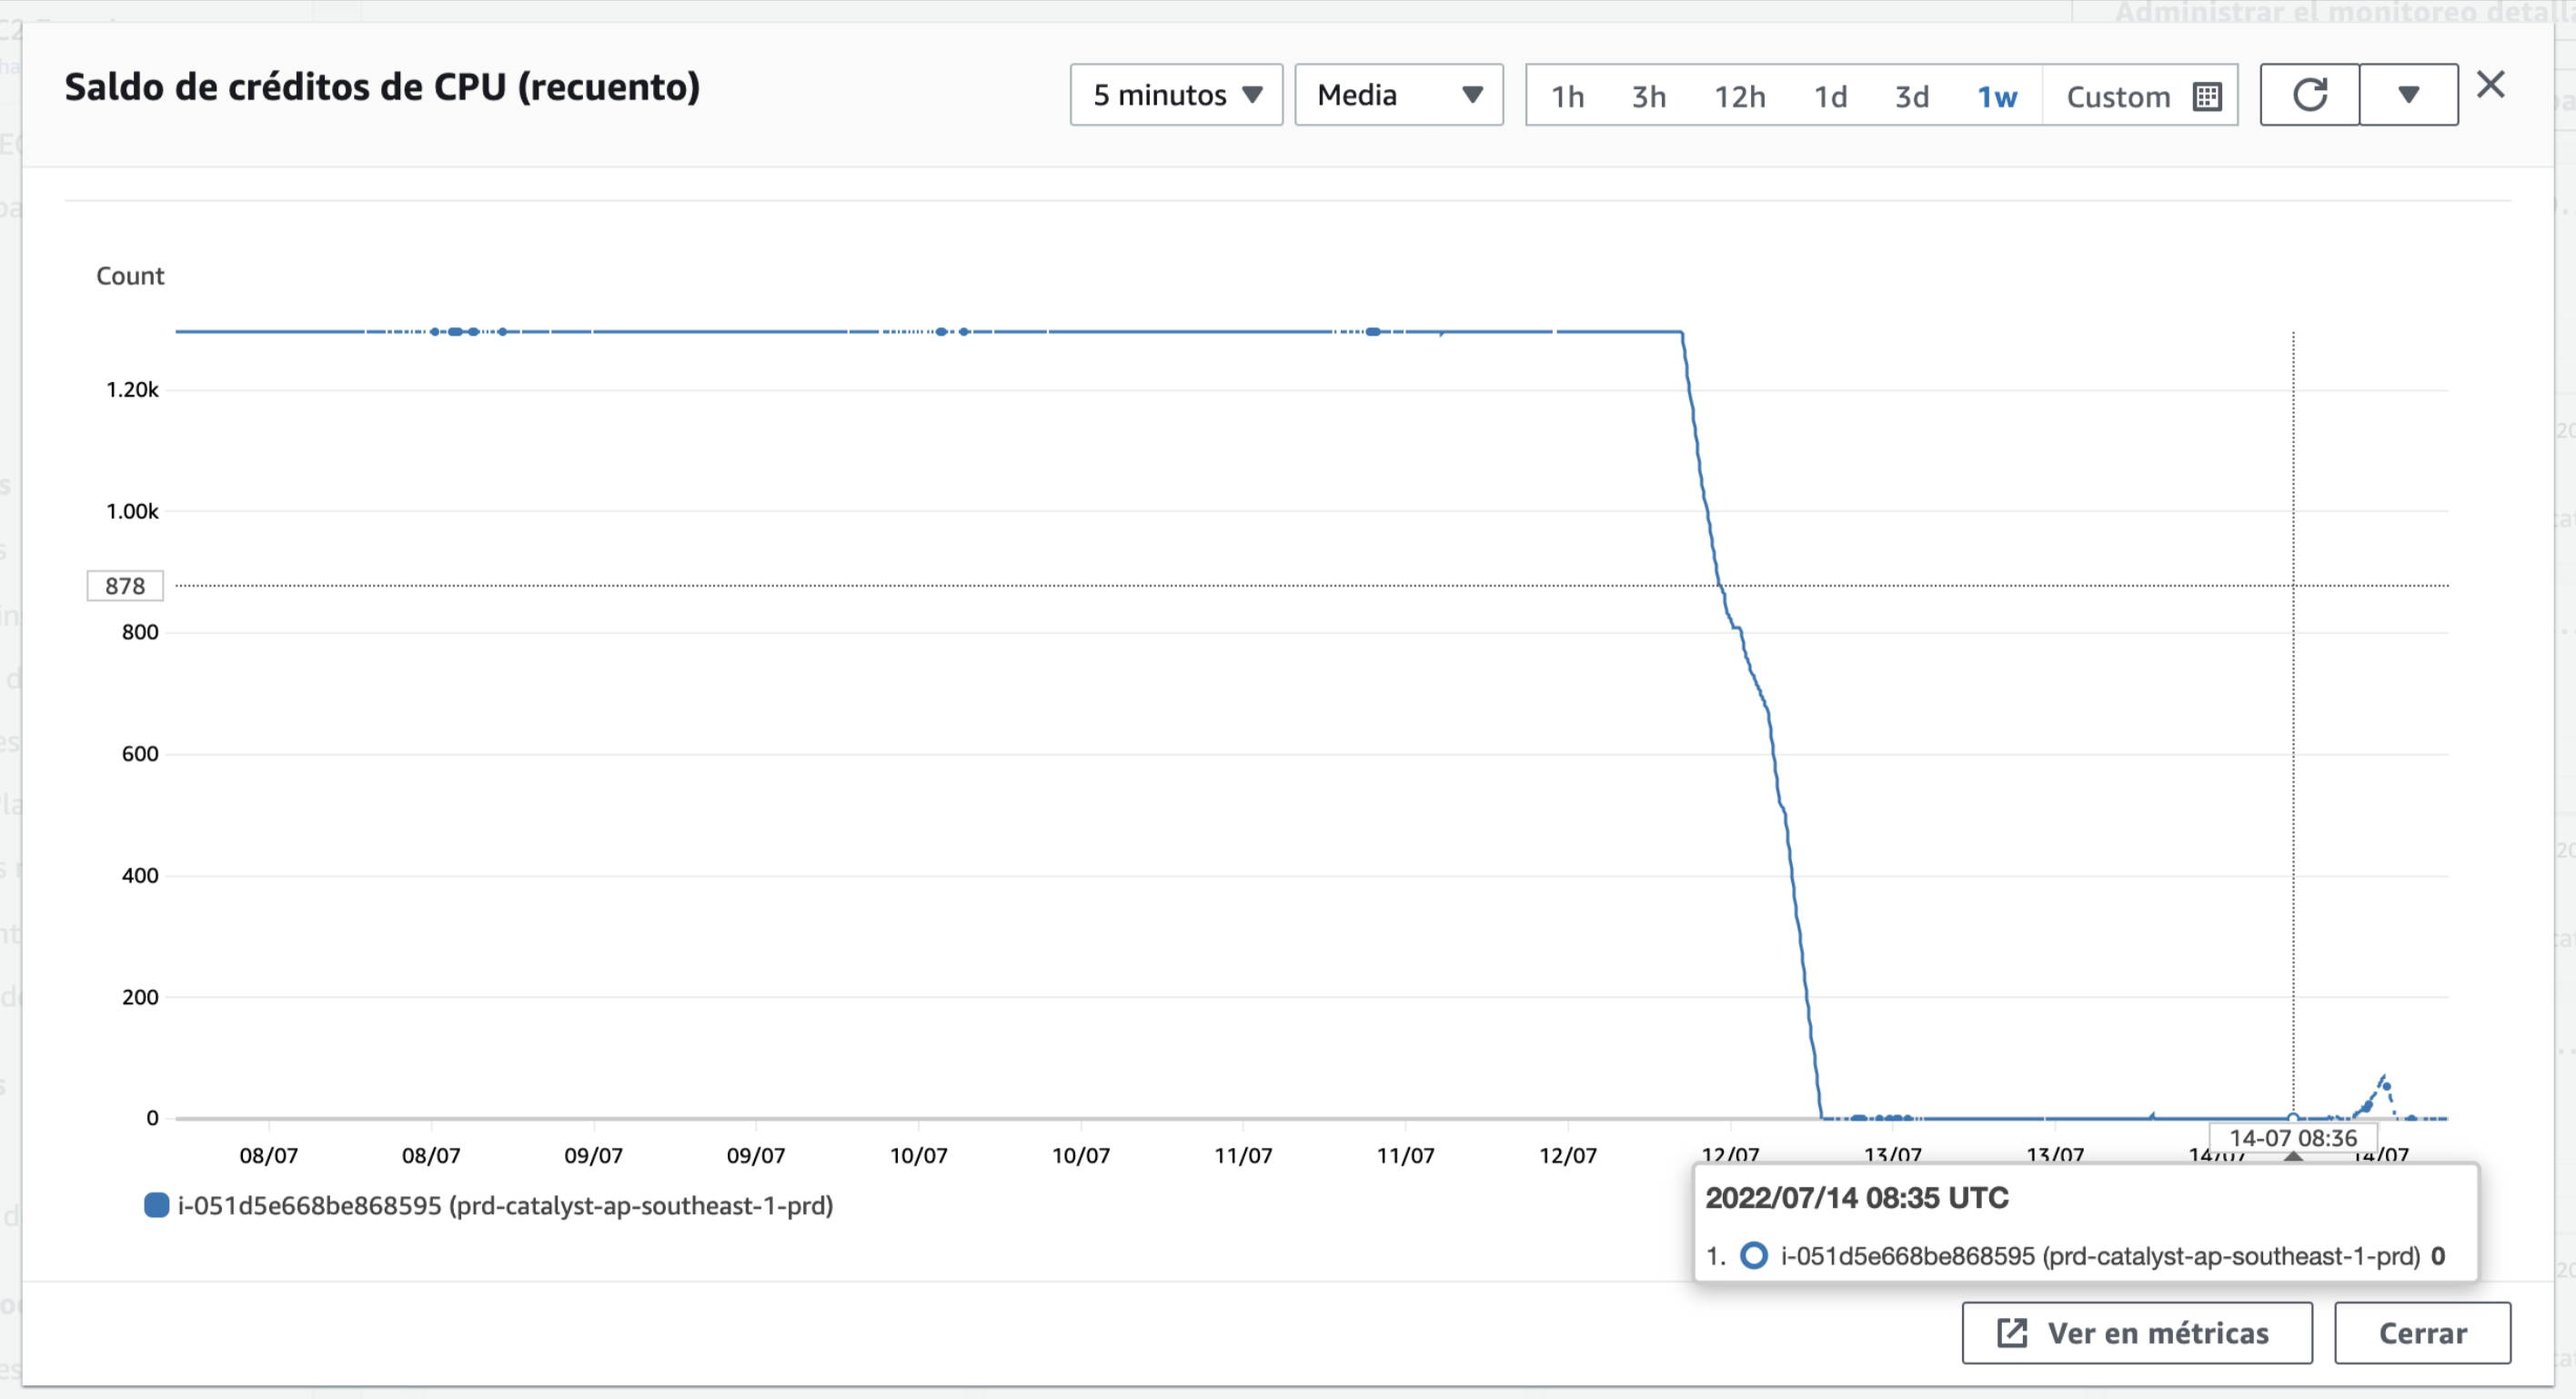 Administrar el monitoreo detalla
Saldo de créditos de CPU (recuento)
5 minutos
Media
1h 3h 12h 1d 3d 1w Custom
Count
1.20k
1.00k
878
800
600
400
200
0
14-07 08:36
08/07 08/07 09/07 09/07 10/07 10/07 11/07 11/07 12/07 12/07 13/07 13/07 14/07 14/07
i-051d5e668be868595 (prd-catalyst-ap-southeast-1-prd)
2022/07/14 08:35 UTC
1. i-051d5e668be868595 (prd-catalyst-ap-southeast-1-prd) 0
Ver en métricas
Cerrar